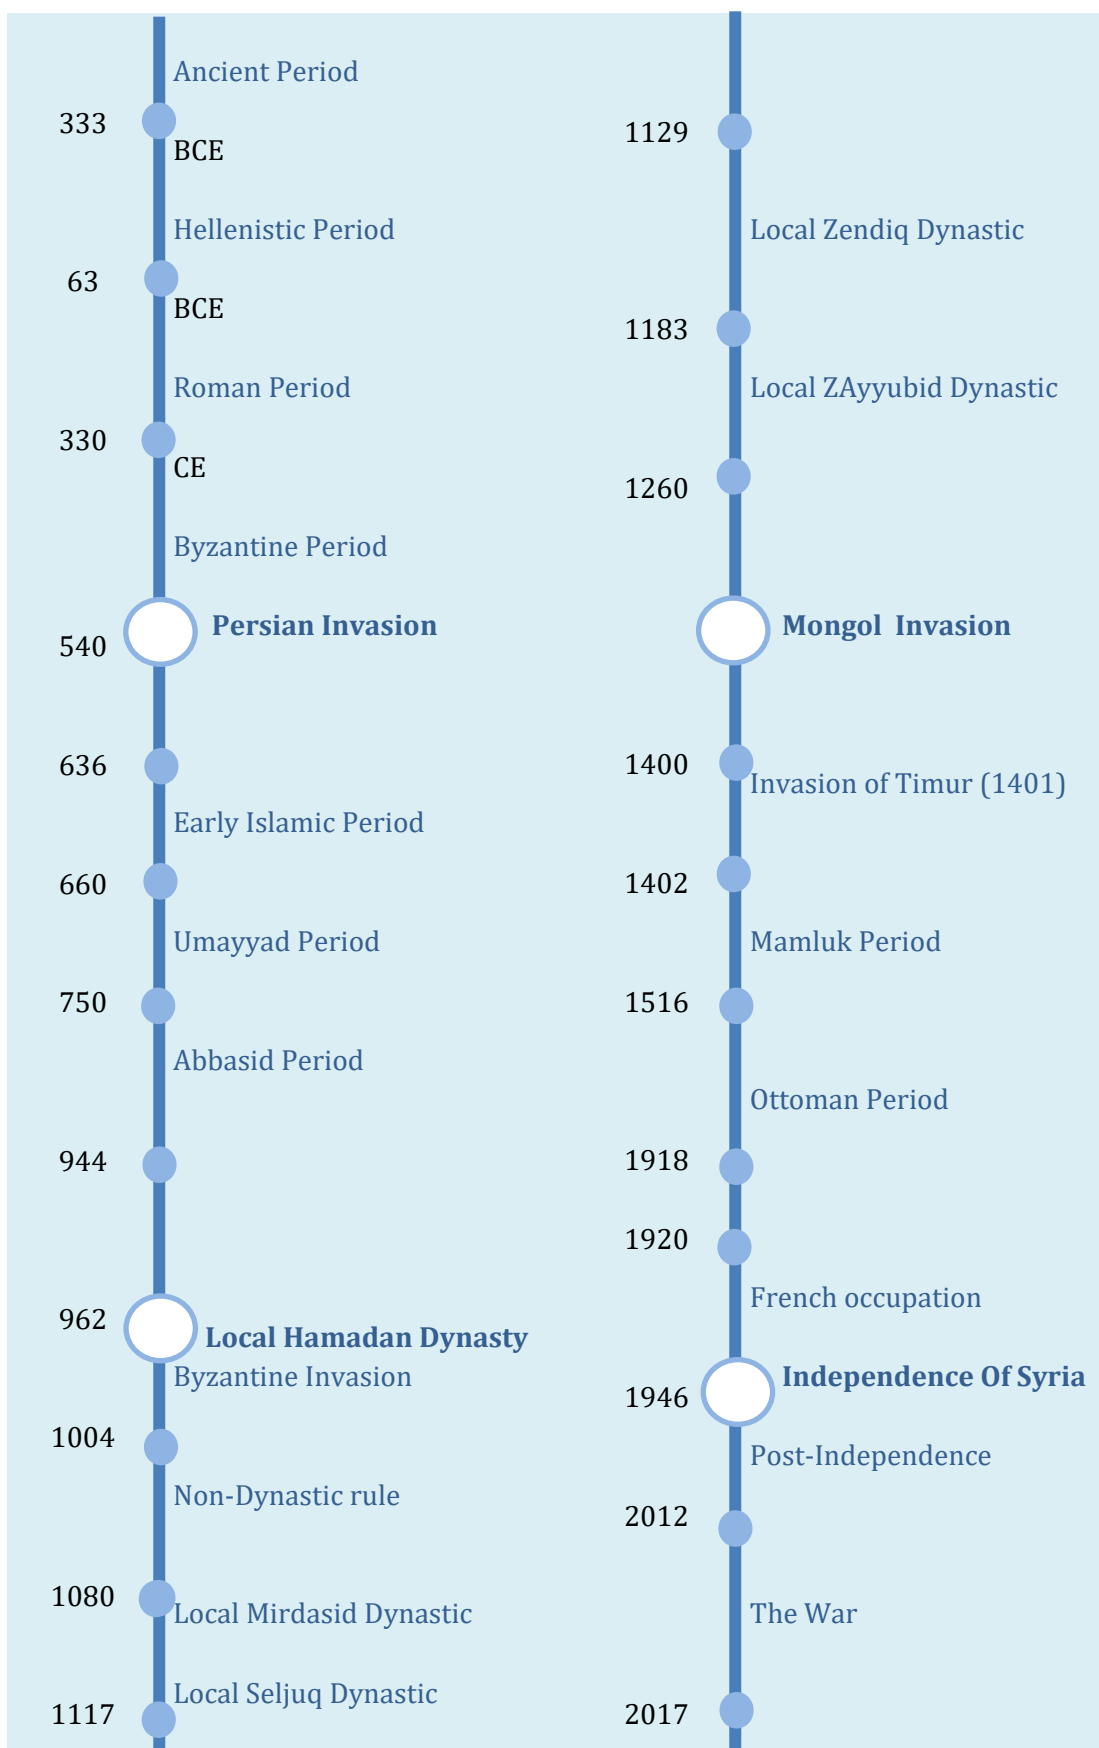 Ancient Period
333
BCE
Hellenistic Period
63
BCE
Roman Period
330
CE
Byzantine Period
Persian Invasion
540
636
Early Islamic Period
660
Umayyad Period
750
Abbasid Period
944
962
Local Hamadan Dynasty
Byzantine Invasion
1004
Non-Dynastic rule
1080
Local Mirdasid Dynastic
Local Seljuq Dynastic
1117
1129
Local Zendiq Dynastic
1183
Local ZAyyubid Dynastic
1260
Mongol  Invasion
1400
Invasion of Timur (1401)
1402
Mamluk Period
1516
Ottoman Period
1918
1920
French occupation
Independence Of Syria
1946
Post-Independence
2012
The War
2017